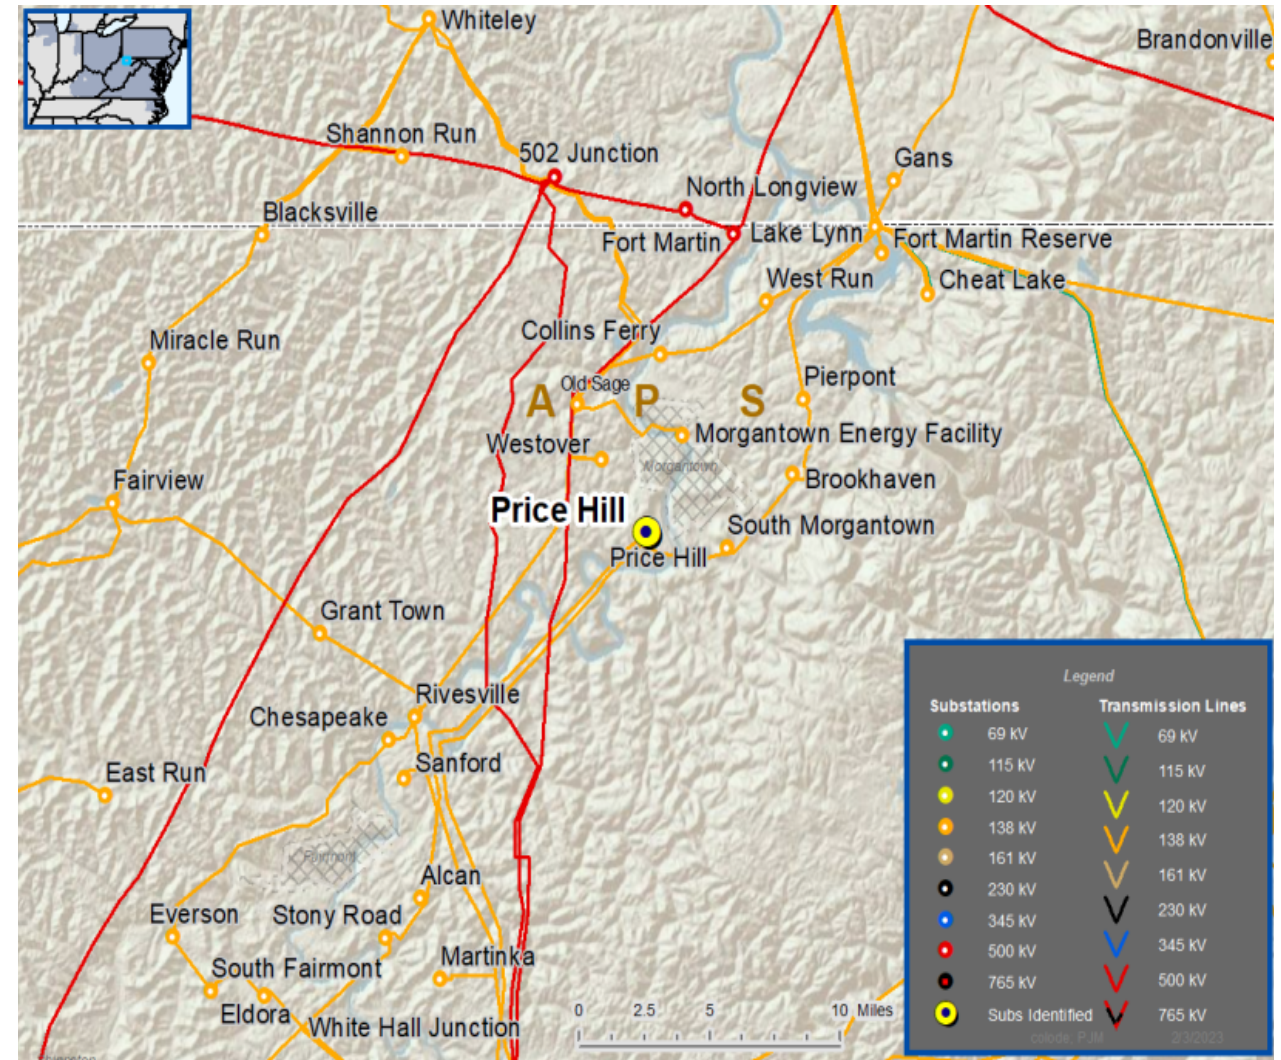 Whiteley
Brandonville
Shannon Run
502 Junction
Gans
North Longview
Blacksville
Fort Martin
Lake Lynn
Fort Martin Reserve
West Run
Cheat Lake
Collins Ferry
Miracle Run
Old Sage
Pierpont
A P S
Westover
Morgantown Energy Facility
Morgantown
Fairview
Brookhaven
Price Hill
South Morgantown
Price Hill
Grant Town
Rivesville
Chesapeake
Sanford
East Run
Fairmont
Alcan
Everson
Stony Road
Martinka
South Fairmont
Eldora
White Hall Junction
0 2.5 5 10 Miles
Legend
Substations Transmission Lines
69 kV 69 kV
115 kV 115 kV
120 kV 120 kV
138 kV 138 kV
161 kV 161 kV
230 kV 230 kV
345 kV 345 kV
500 kV 500 kV
765 kV 765 kV
Subs Identified
colode, PJM 2/3/2023